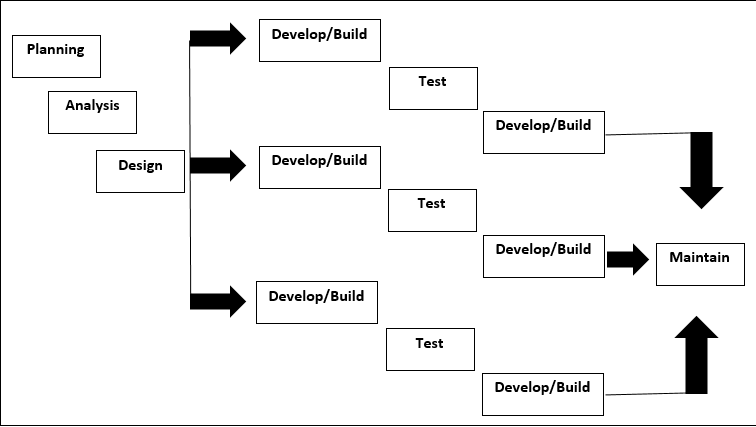 Planning
Analysis
Design
Develop/Build
Test
Develop/Build
Develop/Build
Test
Develop/Build
Develop/Build
Test
Develop/Build
Maintain